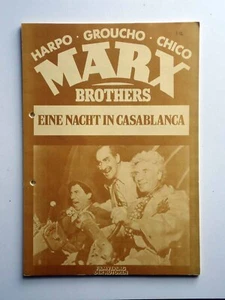 HARPO · GROUCHO · CHICO
MARX
BROTHERS
EINE NACHT IN CASABLANCA